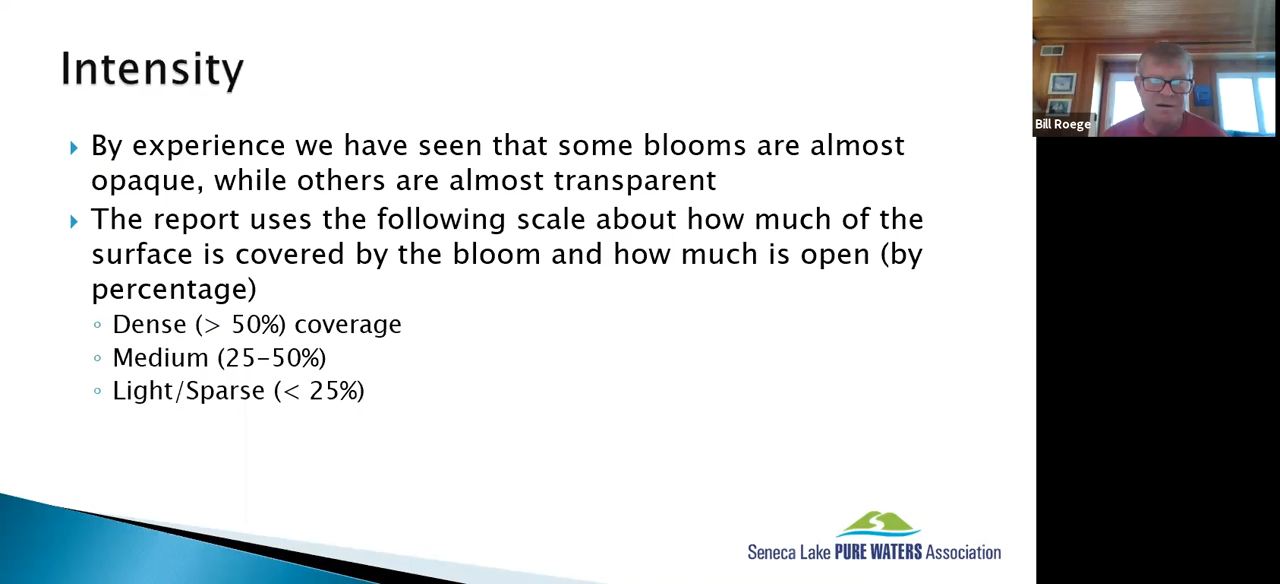 Intensity
By experience we have seen that some blooms are almost
opaque, while others are almost transparent
The report uses the following scale about how much of the
surface is covered by the bloom and how much is open (by
percentage)
Dense (> 50%) coverage
Medium (25-50%)
Light/Sparse (< 25%)
Seneca Lake PURE WATERS Association
Bill Roege